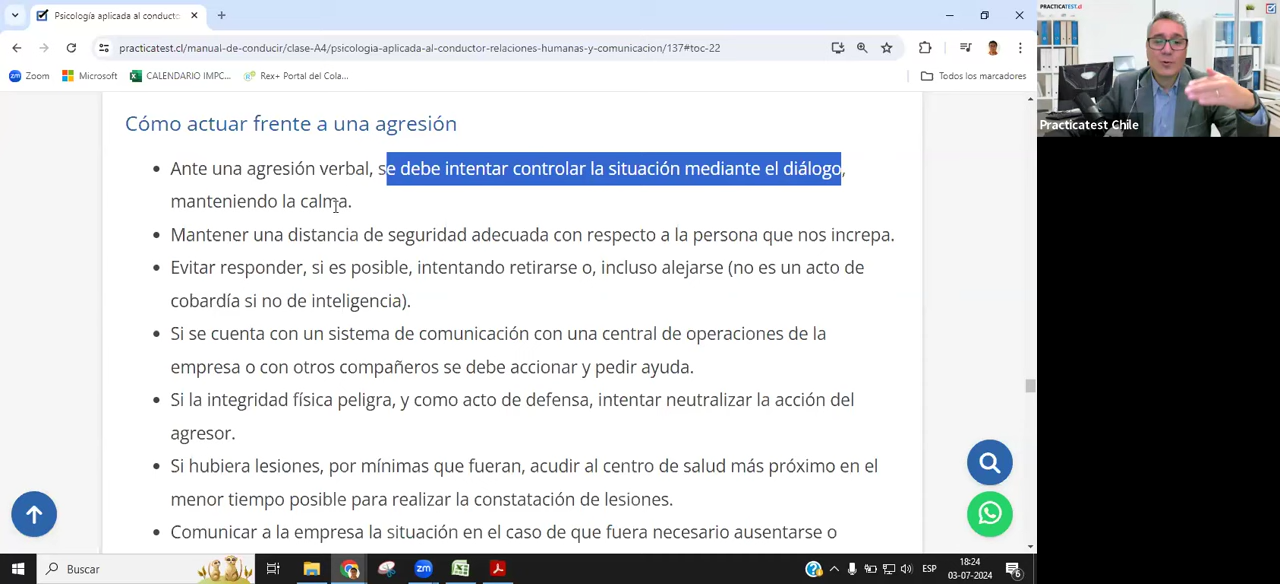 Psicología aplicada al conducto
practicatest.cl/manual-de-conducir/clase-A4/psicologia-aplicada-al-conductor-relaciones-humanas-y-comunicacion/137#toc-22
Zoom
Microsoft
CALENDARIO IMPC...
Rex+ Portal del Cola...
Todos los marcadores
PRACTICATEST.cl
Practicatest Chile
Cómo actuar frente a una agresión
• Ante una agresión verbal, se debe intentar controlar la situación mediante el diálogo,
manteniendo la calma.
• Mantener una distancia de seguridad adecuada con respecto a la persona que nos increpa.
• Evitar responder, si es posible, intentando retirarse o, incluso alejarse (no es un acto de
cobardía si no de inteligencia).
• Si se cuenta con un sistema de comunicación con una central de operaciones de la
empresa o con otros compañeros se debe accionar y pedir ayuda.
• Si la integridad física peligra, y como acto de defensa, intentar neutralizar la acción del
agresor.
• Si hubiera lesiones, por mínimas que fueran, acudir al centro de salud más próximo en el
menor tiempo posible para realizar la constatación de lesiones.
• Comunicar a la empresa la situación en el caso de que fuera necesario ausentarse o
Buscar
zm
ESP
18:24
03-07-2024
6